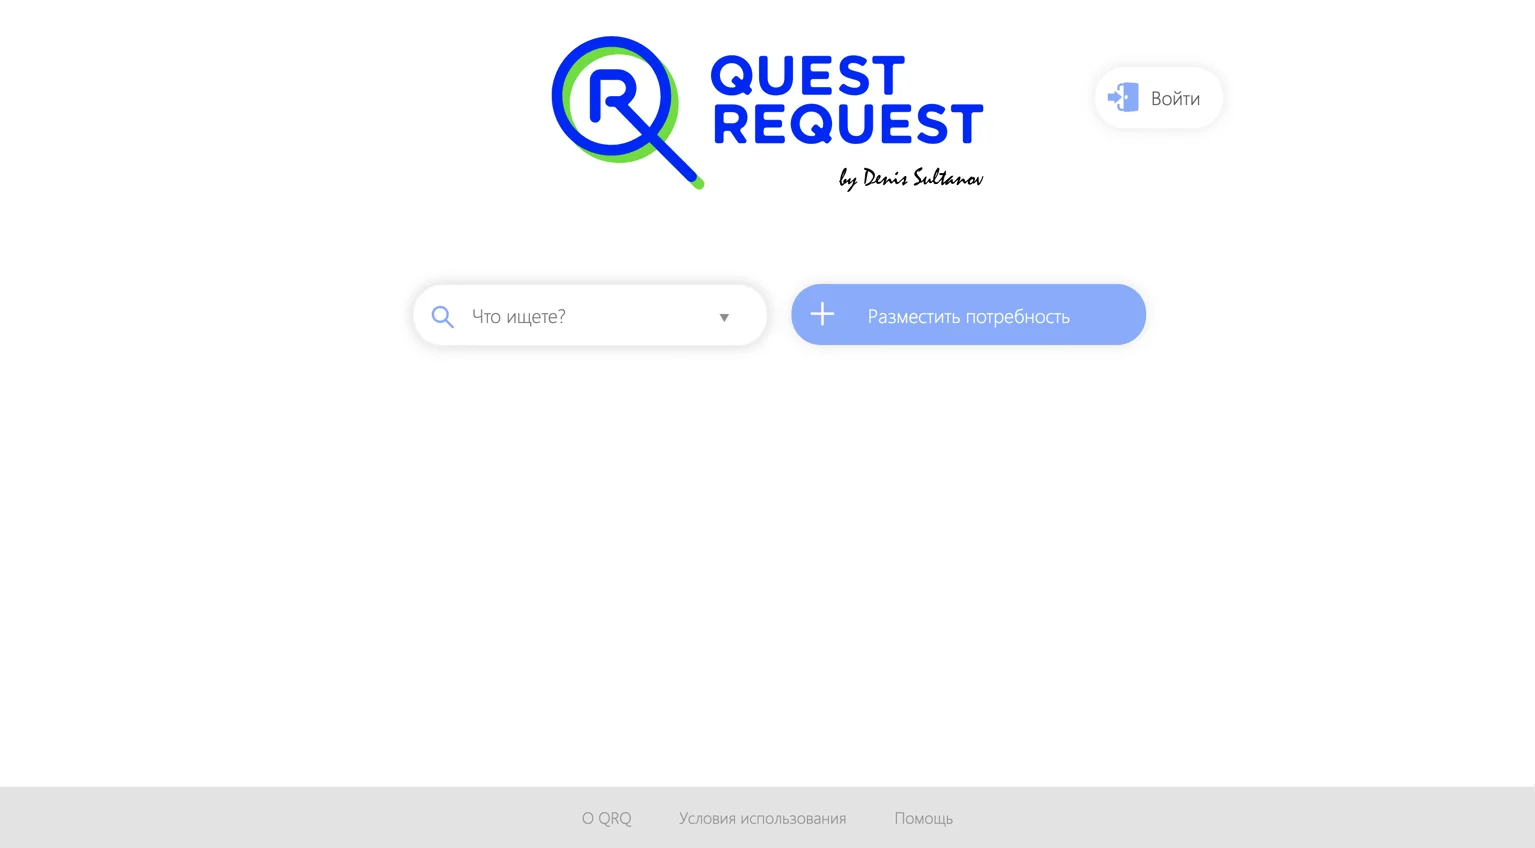 QUEST
REQUEST
by Denis Sultanov
Войти
Что ищете?
Разместить потребность
О QRQ
Условия использования
Помощь